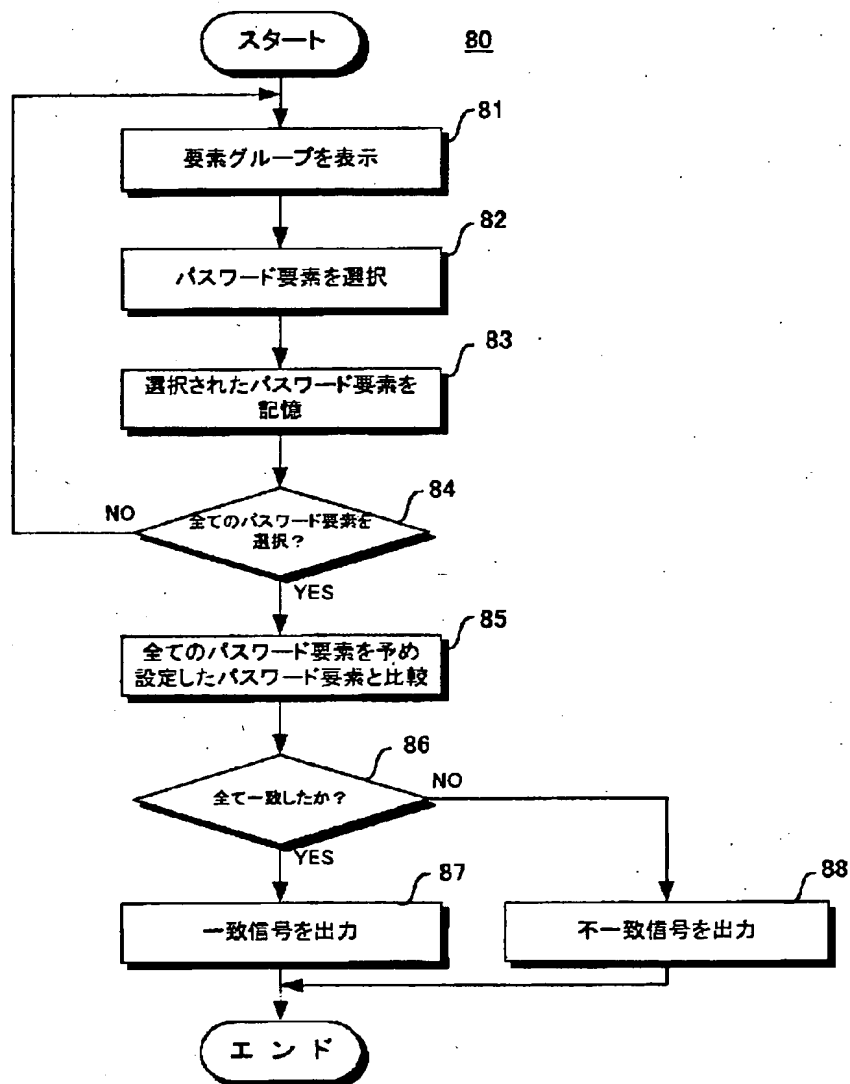 スタート
80
81
要素グループを表示
82
パスワード要素を選択
83
選択されたパスワード要素を
記憶
84
NO
全てのパスワード要素を
選択？
YES
85
全てのパスワード要素を予め
設定したパスワード要素と比較
86
NO
全て一致したか？
YES
87
88
一致信号を出力
不一致信号を出力
エンド